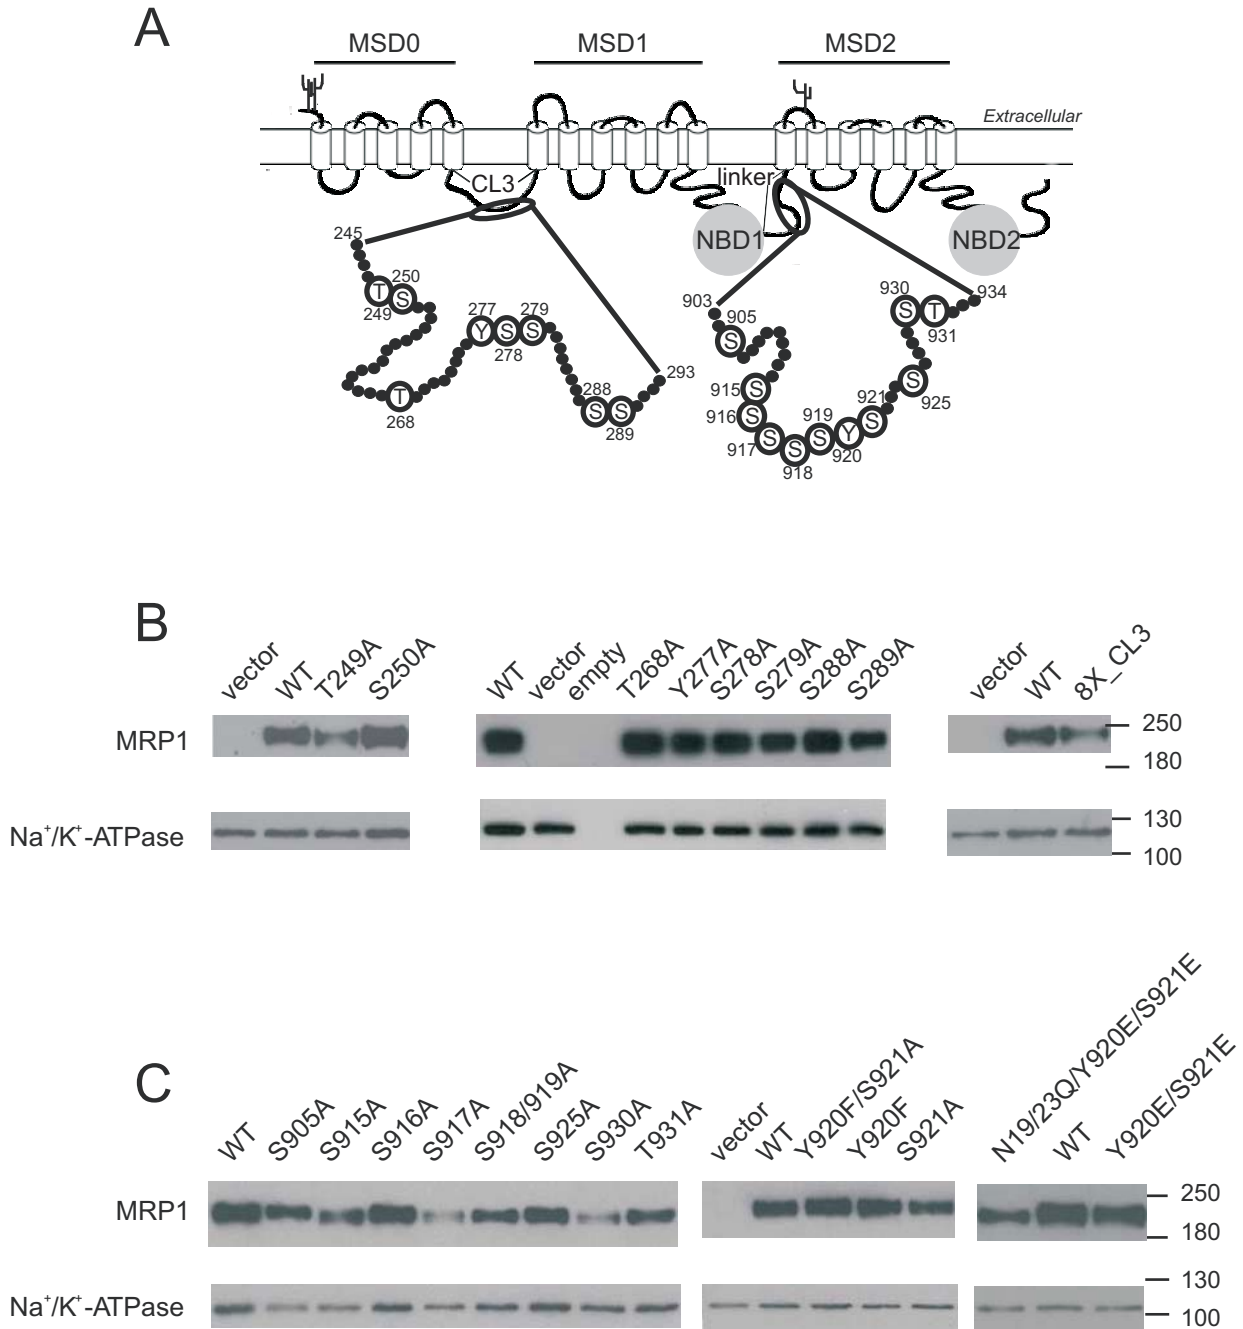 A
MSD0 MSD1 MSD2
Extracellular
CL3 linker
NBD1 NBD2
245 250 T S 249 277 279 Y S S 278 T 268 288 S S 289 293
903 905 S 915 S 916 S 917 S S 918 919 S Y 920 921 S S 925 930 S T 931 934
B
vector WT T249A S250A WT vector empty T268A Y277A S278A S279A S288A S289A vector WT 8X_CL3
MRP1 250
180
Na+/K+-ATPase 130
100
C
WT S905A S915A S916A S917A S918/919A S925A S930A T931A vector WT Y920F/S921A Y920F S921A N19/23Q/Y920E/S921E WT Y920E/S921E
MRP1 250
180
Na+/K+-ATPase 130
100